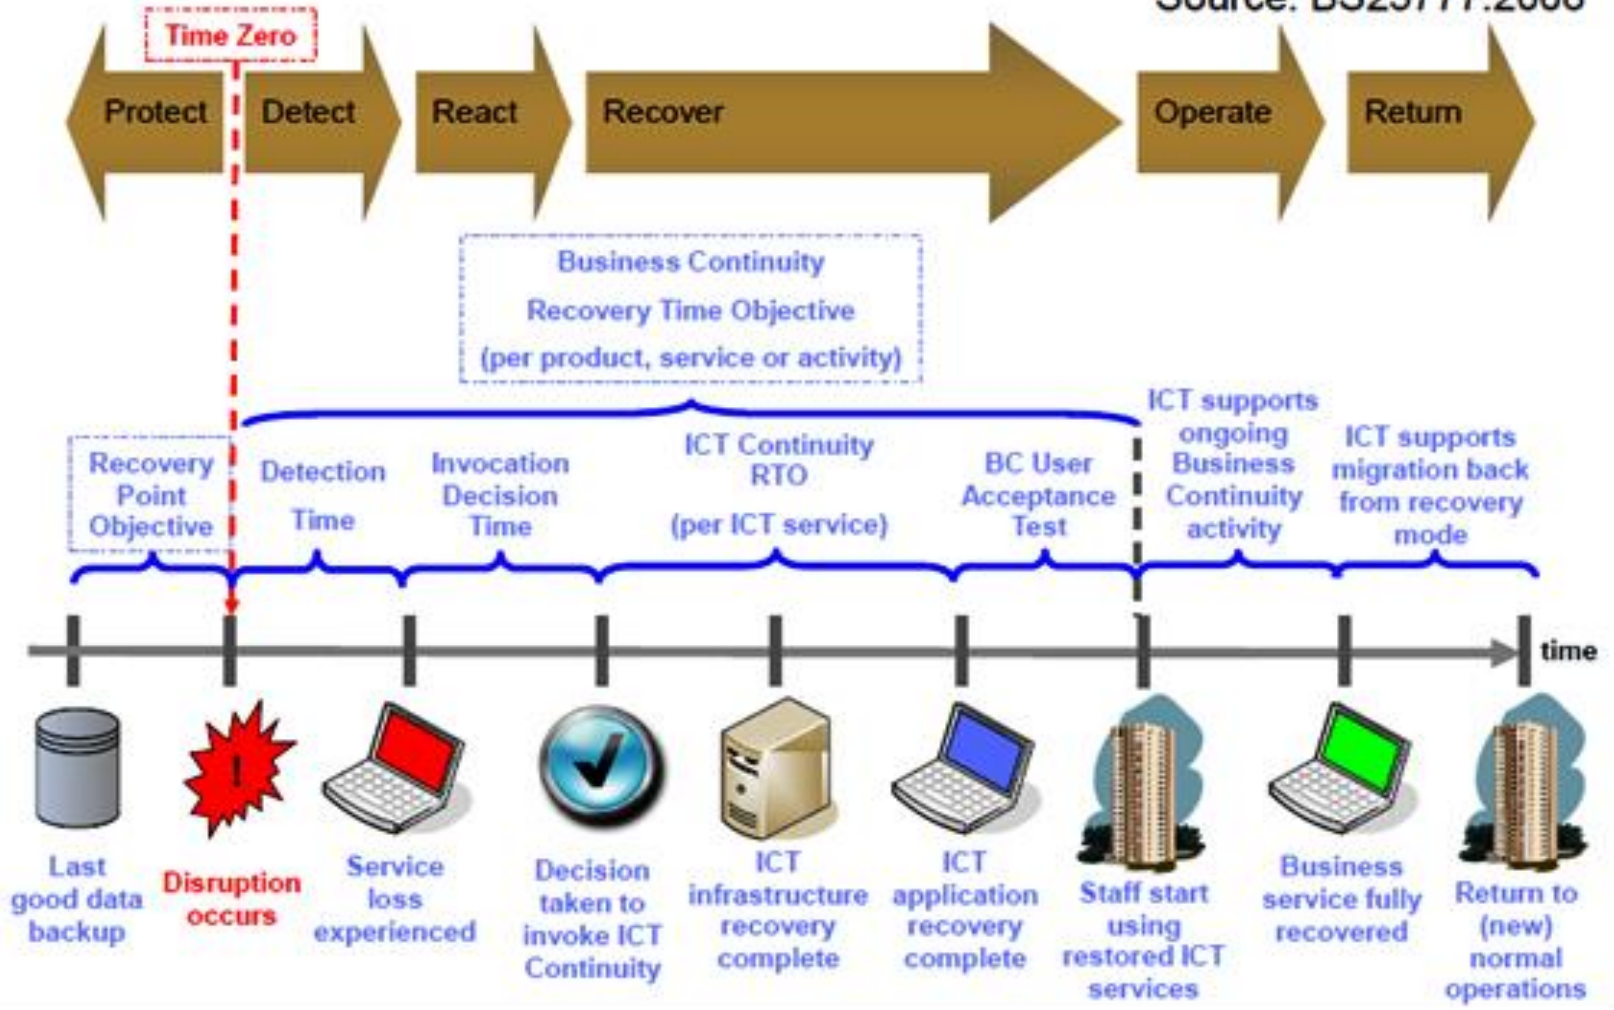 Source: BS25777:2008
Time Zero
Protect
Detect
React
Recover
Operate
Return
Business Continuity
Recovery Time Objective
(per product, service or activity)
Recovery
Point
Objective
Detection
Time
Invocation
Decision
Time
ICT Continuity
RTO
(per ICT service)
BC User
Acceptance
Test
ICT supports
ongoing
Business
Continuity
activity
ICT supports
migration back
from recovery
mode
time
Last
good data
backup
Disruption
occurs
!
Service
loss
experienced
Decision
taken to
invoke ICT
Continuity
ICT
infrastructure
recovery
complete
ICT
application
recovery
complete
Staff start
using
restored ICT
services
Business
service fully
recovered
Return to
(new)
normal
operations